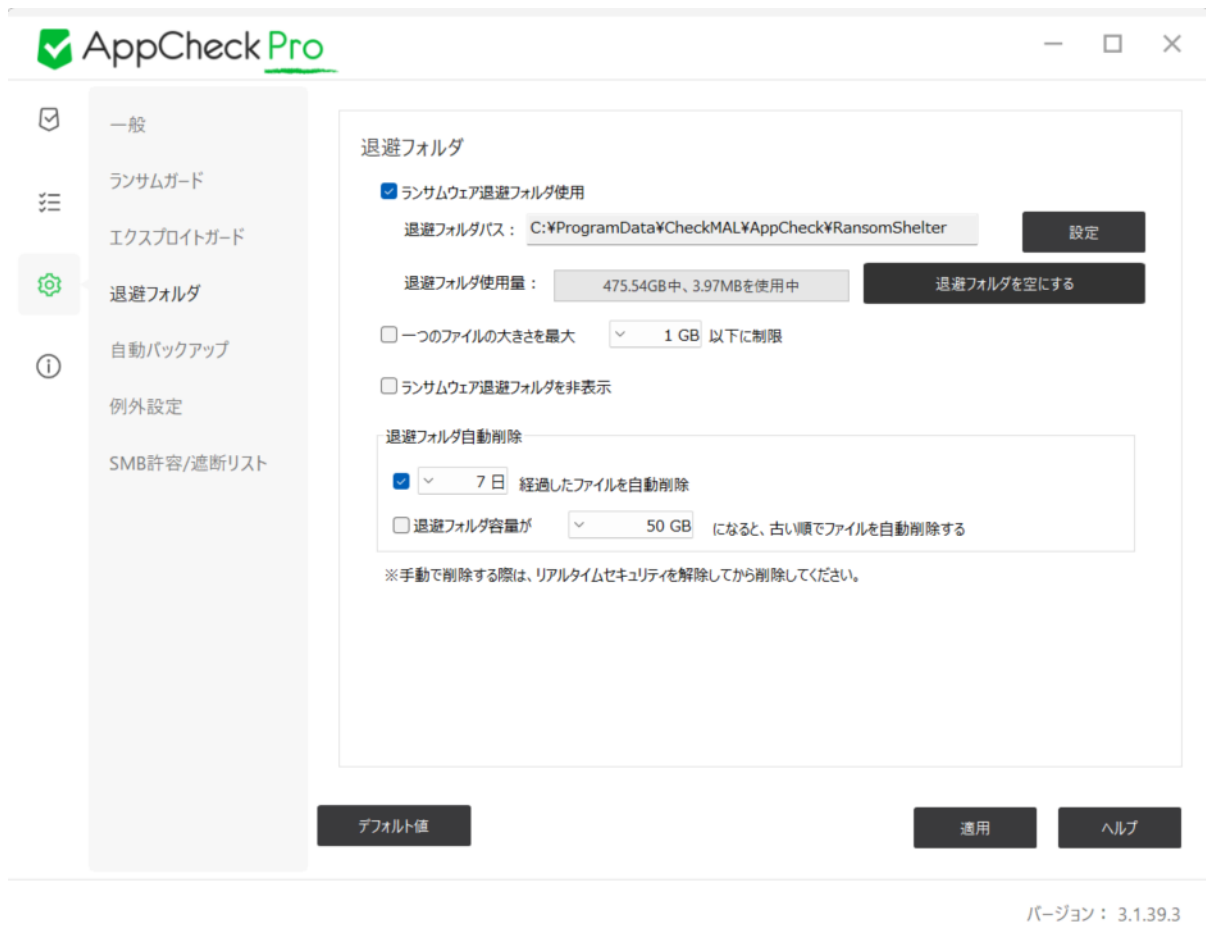 AppCheck Pro
一般
ランサムガード
エクスプロイトガード
退避フォルダ
自動バックアップ
例外設定
SMB許容/遮断リスト
退避フォルダ
ランサムウェア退避フォルダ使用
退避フォルダパス： C:¥ProgramData¥CheckMAL¥AppCheck¥RansomShelter 設定
退避フォルダ使用量： 475.54GB中、3.97MBを使用中 退避フォルダを空にする
一つのファイルの大きさを最大 1 GB 以下に制限
ランサムウェア退避フォルダを非表示
退避フォルダ自動削除
7 日 経過したファイルを自動削除
退避フォルダ容量が 50 GB になると、古い順でファイルを自動削除する
※手動で削除する際は、リアルタイムセキュリティを解除してから削除してください。
デフォルト値 適用 ヘルプ
バージョン： 3.1.39.3